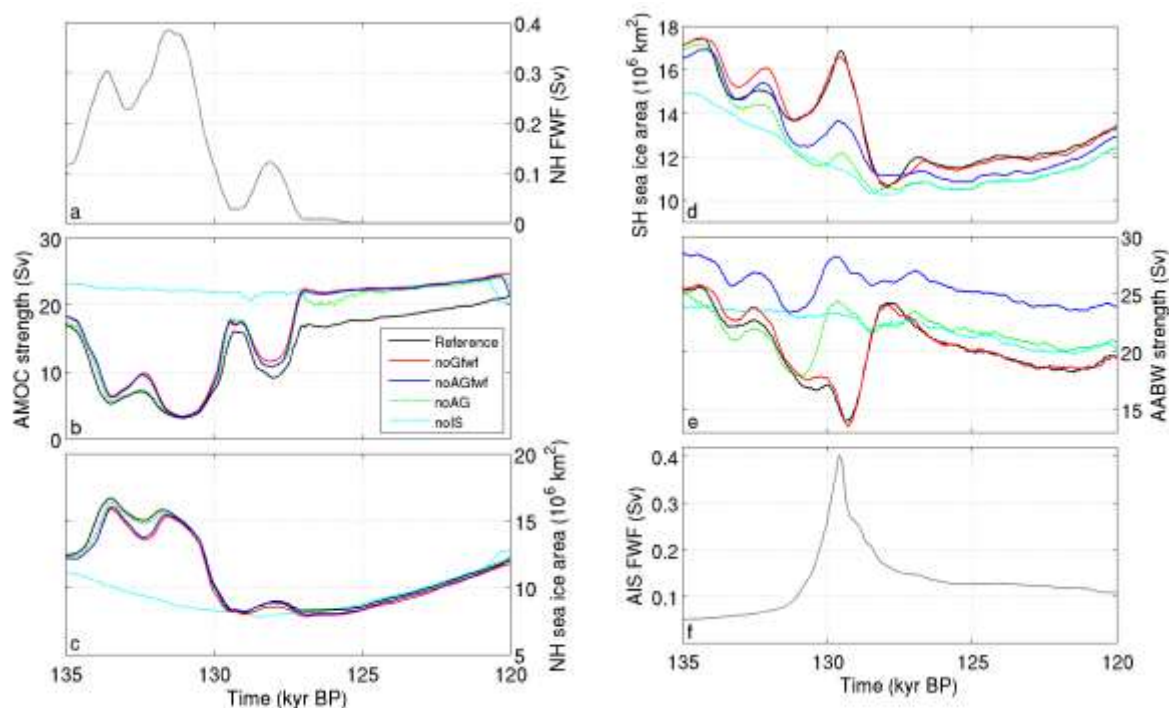 0.4
0.3
0.2
0.1
0
NH FWF (Sv)
a
30
20
10
0
AMOC strength (Sv)
b
Reference
noGfwf
noAGfwf
noAG
noIS
20
15
10
5
NH sea ice area (10⁶ km²)
c
135
130
125
120
Time (kyr BP)
18
16
14
12
10
SH sea ice area (10⁶ km²)
d
30
25
20
15
AABW strength (Sv)
e
0.4
0.3
0.2
0.1
AIS FWF (Sv)
f
135
130
125
120
Time (kyr BP)